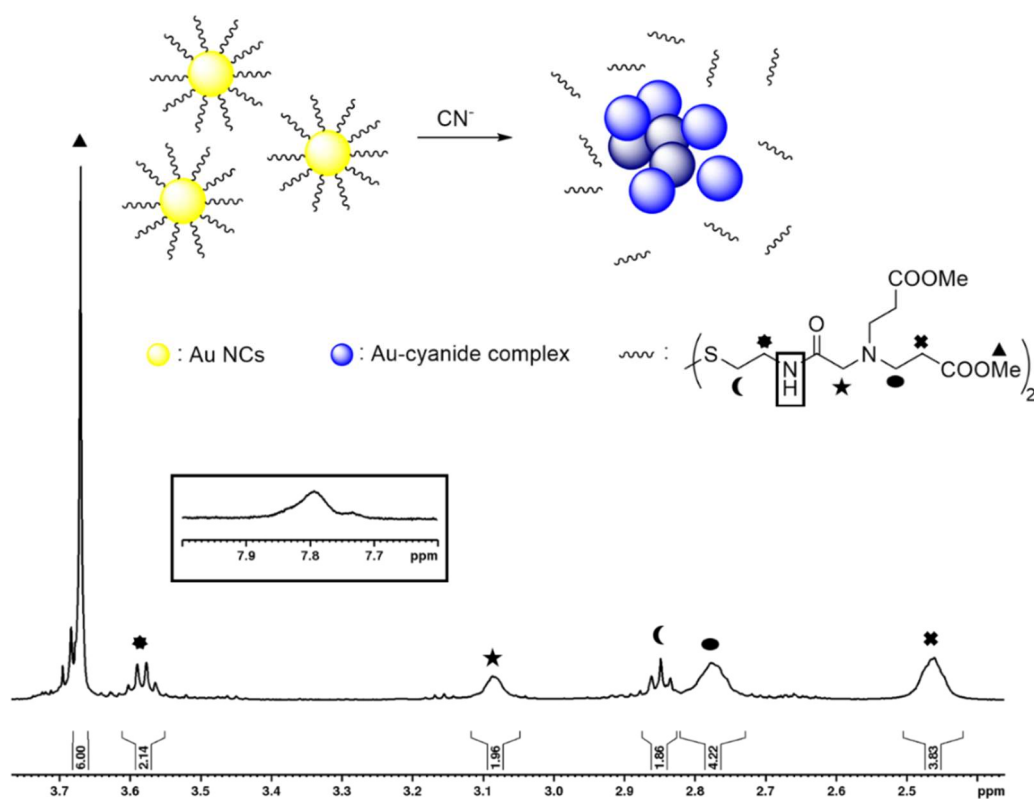 CN⁻
: Au NCs
: Au-cyanide complex
:
COOMe
O
S
N
H
N
COOMe
2
7.9 7.8 7.7 ppm
6.00 2.14 1.96 1.86 4.22 3.83
3.7 3.6 3.5 3.4 3.3 3.2 3.1 3.0 2.9 2.8 2.7 2.6 2.5 ppm